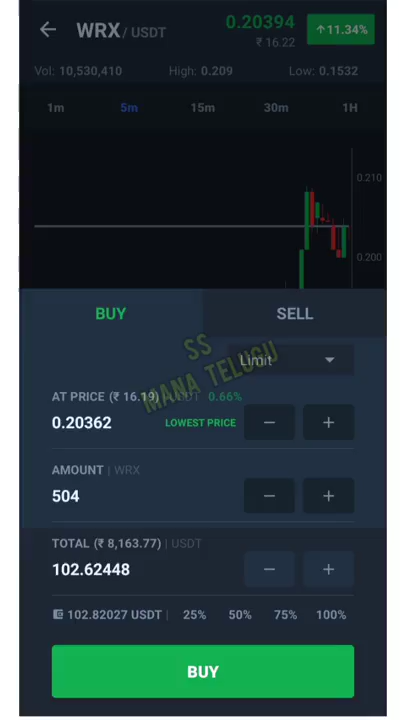 WRX / USDT
0.20394
₹ 16.22
↑11.34%
Vol: 10,530,410 High: 0.209 Low: 0.1532
1m 5m 15m 30m 1H
0.210
0.200
BUY SELL
SS
MANA TELUGU
Limit
AT PRICE (₹ 16.19) | USDT 0.66%
0.20362 LOWEST PRICE − +
AMOUNT | WRX
504 − +
TOTAL (₹ 8,163.77) | USDT
102.62448 − +
102.82027 USDT | 25% 50% 75% 100%
BUY